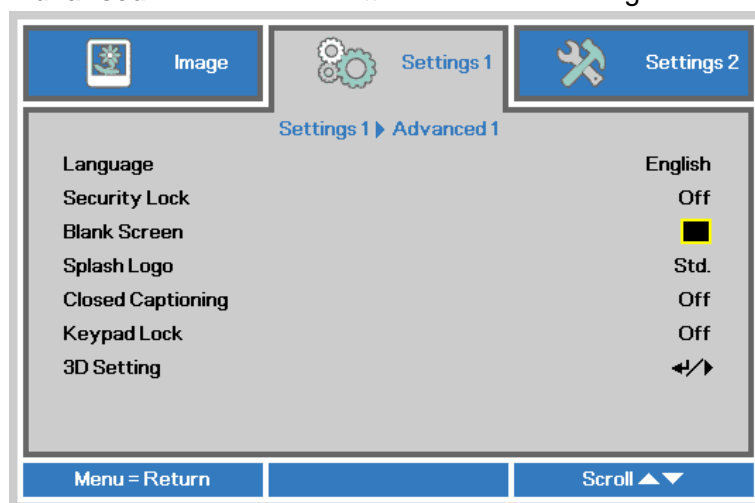 Image
Settings 1
Settings 2
Settings 1 ▶ Advanced 1
Language English
Security Lock Off
Blank Screen
Splash Logo Std.
Closed Captioning Off
Keypad Lock Off
3D Setting ↵/▶
Menu = Return
Scroll ▲▼